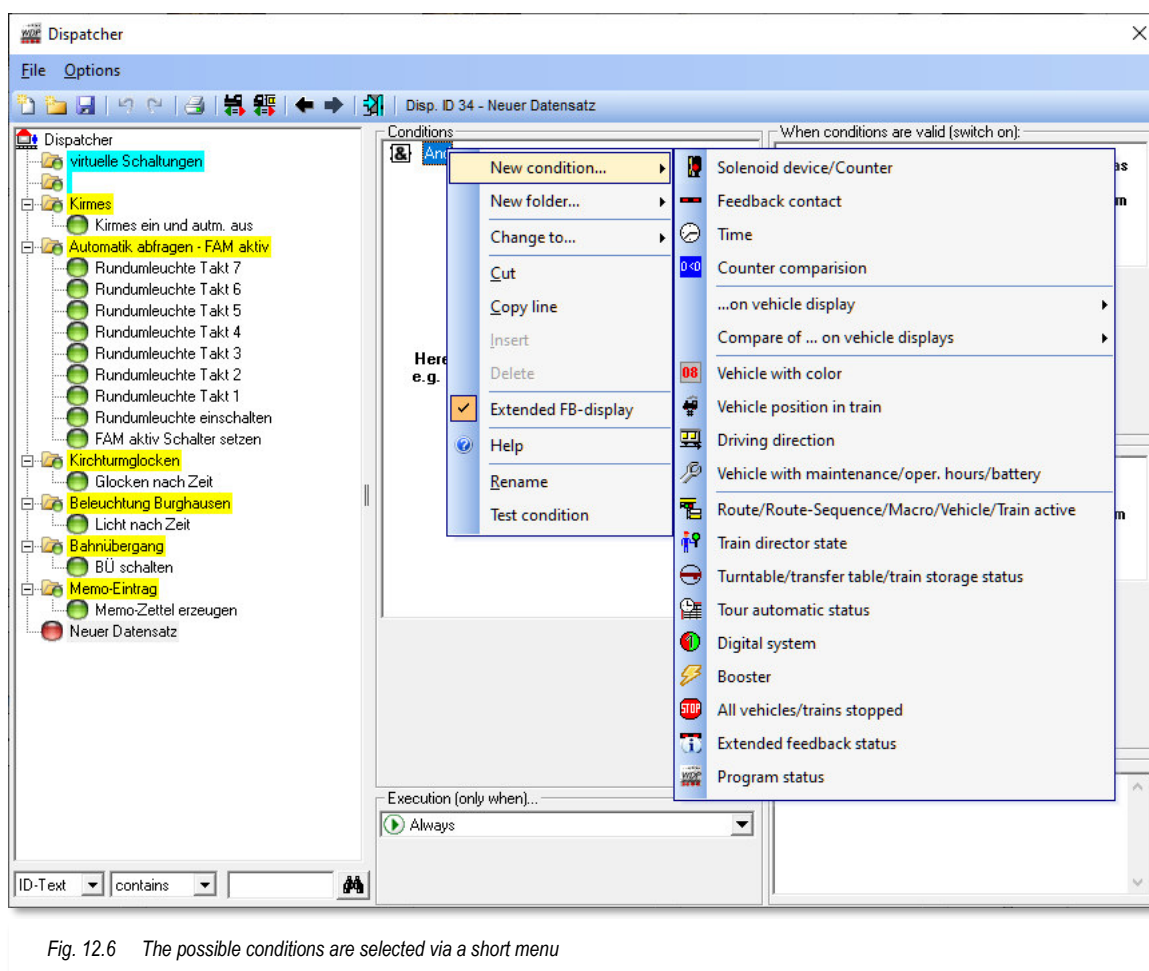 Dispatcher
File Options
Disp. ID 34 - Neuer Datensatz
Dispatcher
virtuelle Schaltungen
Kirmes
Kirmes ein und autm. aus
Automatik abfragen - FAM aktiv
Rundumleuchte Takt 7
Rundumleuchte Takt 6
Rundumleuchte Takt 5
Rundumleuchte Takt 4
Rundumleuchte Takt 3
Rundumleuchte Takt 2
Rundumleuchte Takt 1
Rundumleuchte einschalten
FAM aktiv Schalter setzen
Kirchturmglocken
Glocken nach Zeit
Beleuchtung Burghausen
Licht nach Zeit
Bahnübergang
BÜ schalten
Memo-Eintrag
Memo-Zettel erzeugen
Neuer Datensatz
ID-Text contains
Conditions
&
Here
e.g.
New condition...
New folder...
Change to...
Cut
Copy line
Insert
Delete
Extended FB-display
Help
Rename
Test condition
When conditions are valid (switch on):
Solenoid device/Counter
Feedback contact
Time
Counter comparision
...on vehicle display
Compare of ... on vehicle displays
Vehicle with color
Vehicle position in train
Driving direction
Vehicle with maintenance/oper. hours/battery
Route/Route-Sequence/Macro/Vehicle/Train active
Train director state
Turntable/transfer table/train storage status
Tour automatic status
Digital system
Booster
All vehicles/trains stopped
Extended feedback status
Program status
Execution (only when)...
Always
Fig. 12.6 The possible conditions are selected via a short menu